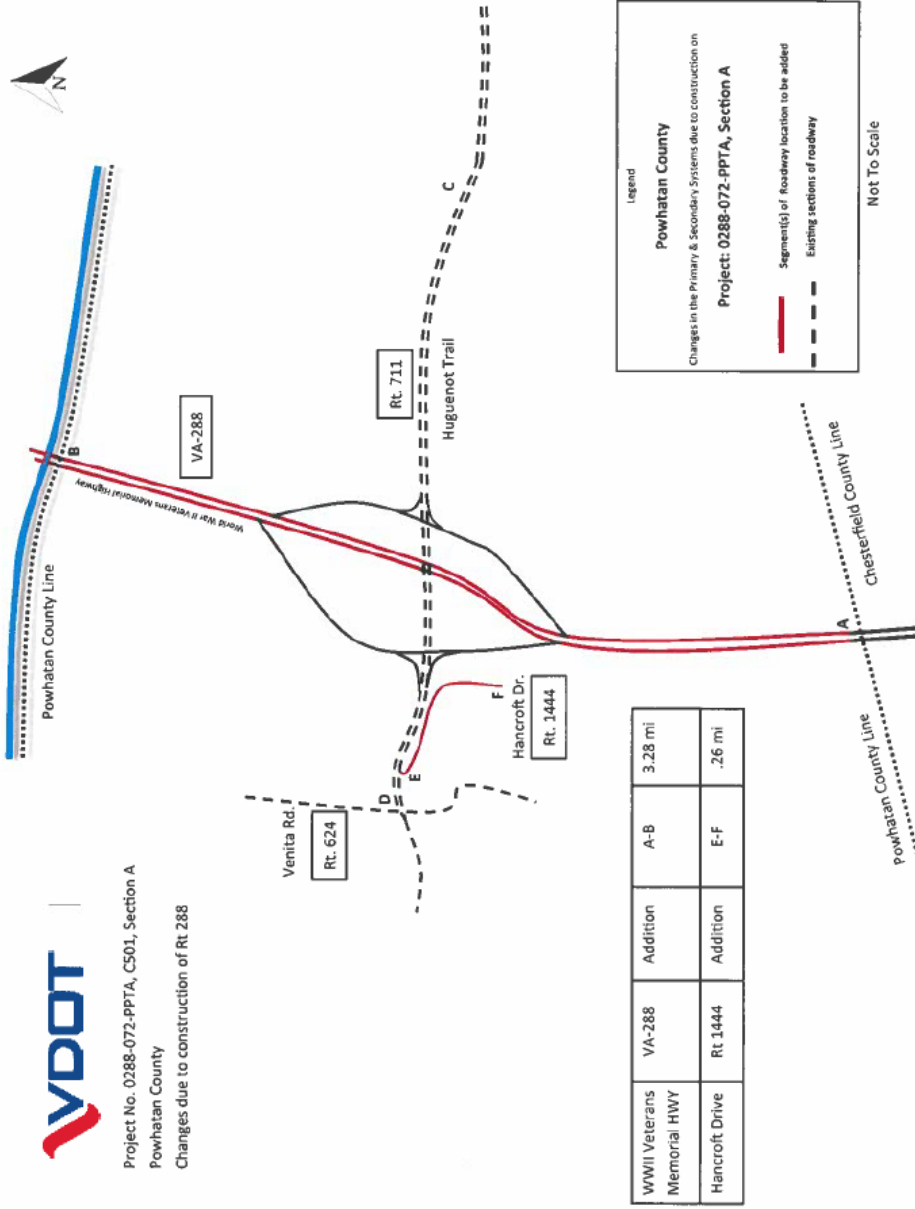 VDOT
Project No. 0288-072-PPTA, C501, Section A
Powhatan County
Changes due to construction of Rt 288
Powhatan County Line
N
B
VA-288
World War II Veterans Memorial Highway
Rt. 711
Huguenot Trail
C
Venita Rd.
Rt. 624
D
E
F
Hancroft Dr.
Rt. 1444
A
Powhatan County Line
Chesterfield County Line
WWII Veterans Memorial HWY VA-288 Addition A-B 3.28 mi
Hancroft Drive Rt 1444 Addition E-F .26 mi
Legend
Powhatan County
Changes in the Primary & Secondary Systems due to construction on
Project: 0288-072-PPTA, Section A
Segment(s) of Roadway location to be added
Existing sections of roadway
Not To Scale